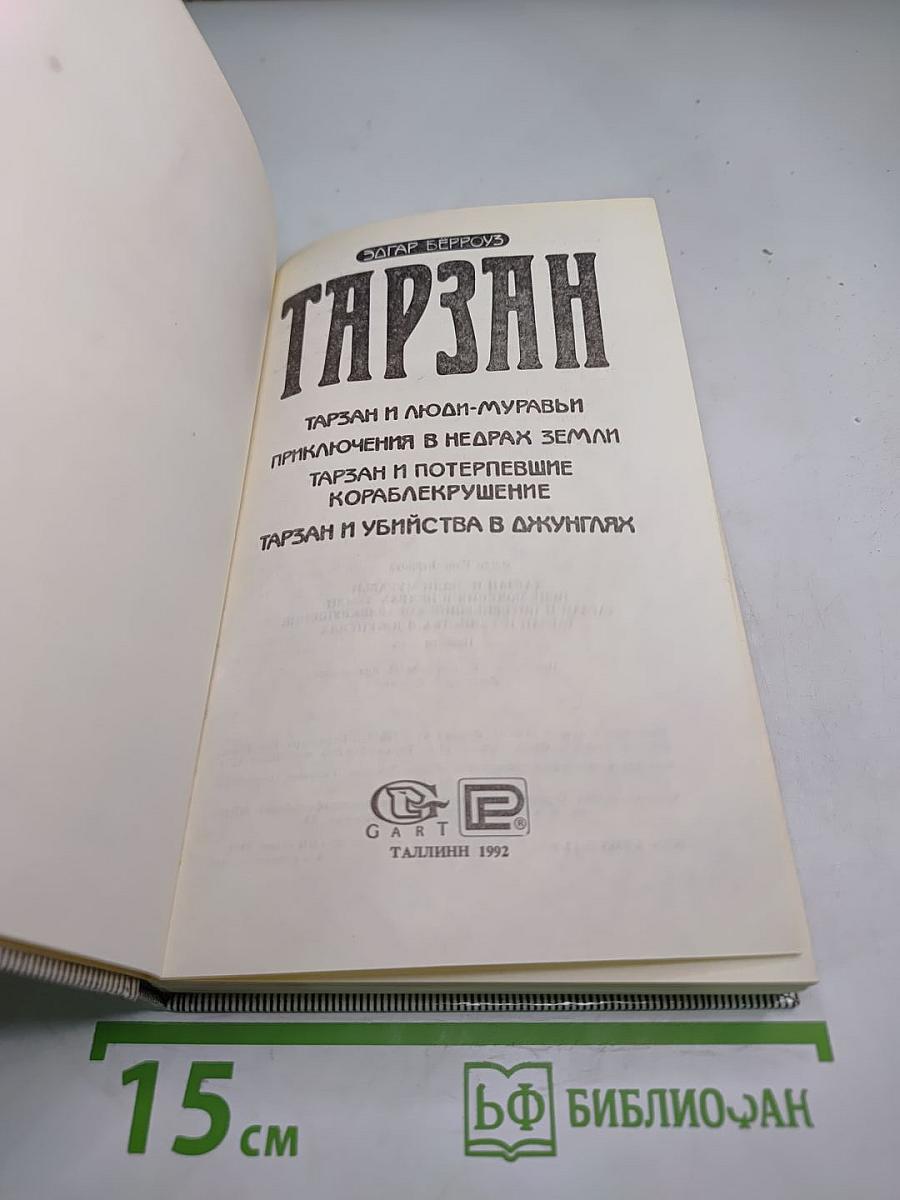 ЭДГАР БЕРРОУЗ
ТАРЗАН
ТАРЗАН И ЛЮДИ-МУРАВЬИ
ПРИКЛЮЧЕНИЯ В НЕДРАХ ЗЕМЛИ
ТАРЗАН И ПОТЕРПЕВШИЕ
КОРАБЛЕКРУШЕНИЕ
ТАРЗАН И УБИЙСТВА В ДЖУНГЛЯХ
GART
®
ТАЛЛИНН 1992
15 см
БФ БИБЛИОФАН